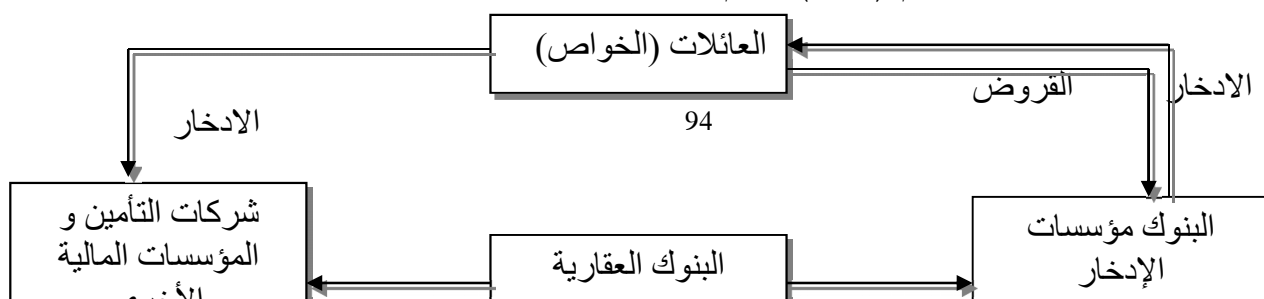 العائلات (الخواص)
الادخار
القروض
94
الادخار
البنوك مؤسسات
الإدخار
البنوك العقارية
شركات التأمين و
المؤسسات المالية